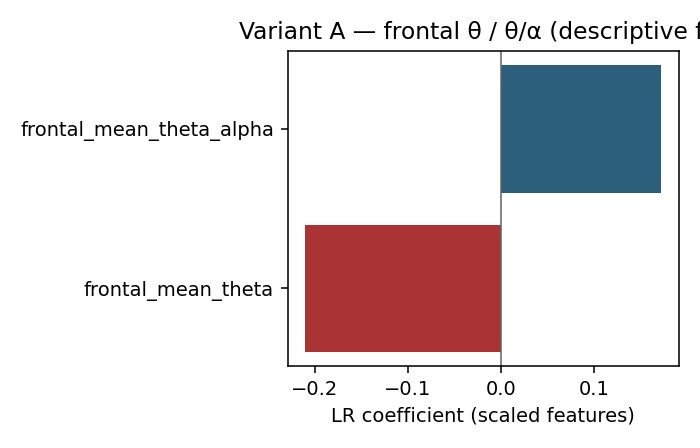 Variant A — frontal θ / θ/α (descriptive
frontal_mean_theta_alpha
frontal_mean_theta
−0.2 −0.1 0.0 0.1
LR coefficient (scaled features)